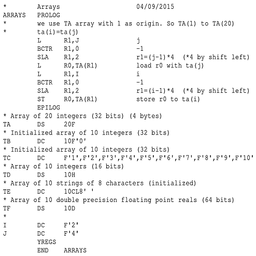 *        Arrays                    04/09/2015
ARRAYS   PROLOG
*        we use TA array with 1 as origin. So TA(1) to TA(20)
*        ta(i)=ta(j)
         L     R1,J                j
         BCTR  R1,0                -1
         SLA   R1,2                r1=(j-1)*4  (*4 by shift left)
         L     R0,TA(R1)           load r0 with ta(j)
         L     R1,I                i
         BCTR  R1,0                -1
         SLA   R1,2                r1=(i-1)*4  (*4 by shift left)
         ST    R0,TA(R1)           store r0 to ta(i)
         EPILOG
* Array of 20 integers (32 bits) (4 bytes)
TA       DS    20F
* Initialized array of 10 integers (32 bits)
TB       DC    10F'0'
* Initialized array of 10 integers (32 bits)
TC       DC    F'1',F'2',F'3',F'4',F'5',F'6',F'7',F'8',F'9',F'10'
* Array of 10 integers (16 bits)
TD       DS    10H
* Array of 10 strings of 8 characters (initialized)
TE       DC    10CL8' '
* Array of 10 double precision floating point reals (64 bits)
TF       DS    10D
*
I        DC    F'2'
J        DC    F'4'
         YREGS
         END   ARRAYS